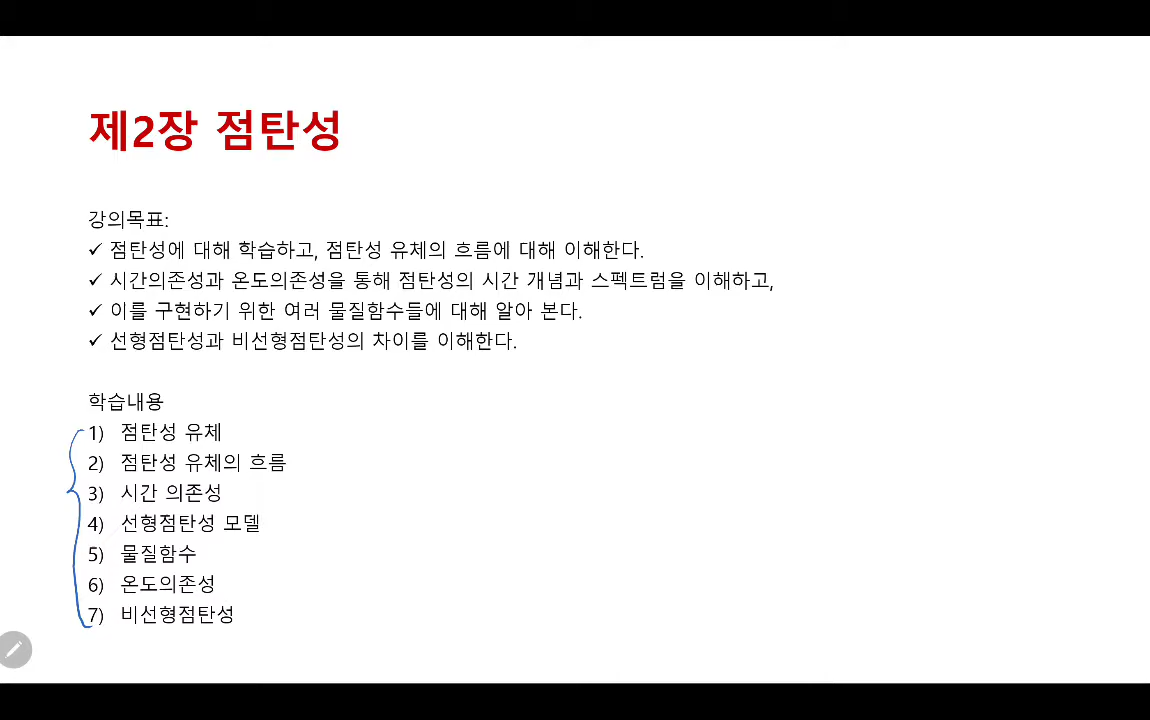 제2장 점탄성
강의목표:
✓ 점탄성에 대해 학습하고, 점탄성 유체의 흐름에 대해 이해한다.
✓ 시간의존성과 온도의존성을 통해 점탄성의 시간 개념과 스펙트럼을 이해하고,
✓ 이를 구현하기 위한 여러 물질함수들에 대해 알아 본다.
✓ 선형점탄성과 비선형점탄성의 차이를 이해한다.
학습내용
1) 점탄성 유체
2) 점탄성 유체의 흐름
3) 시간 의존성
4) 선형점탄성 모델
5) 물질함수
6) 온도의존성
7) 비선형점탄성